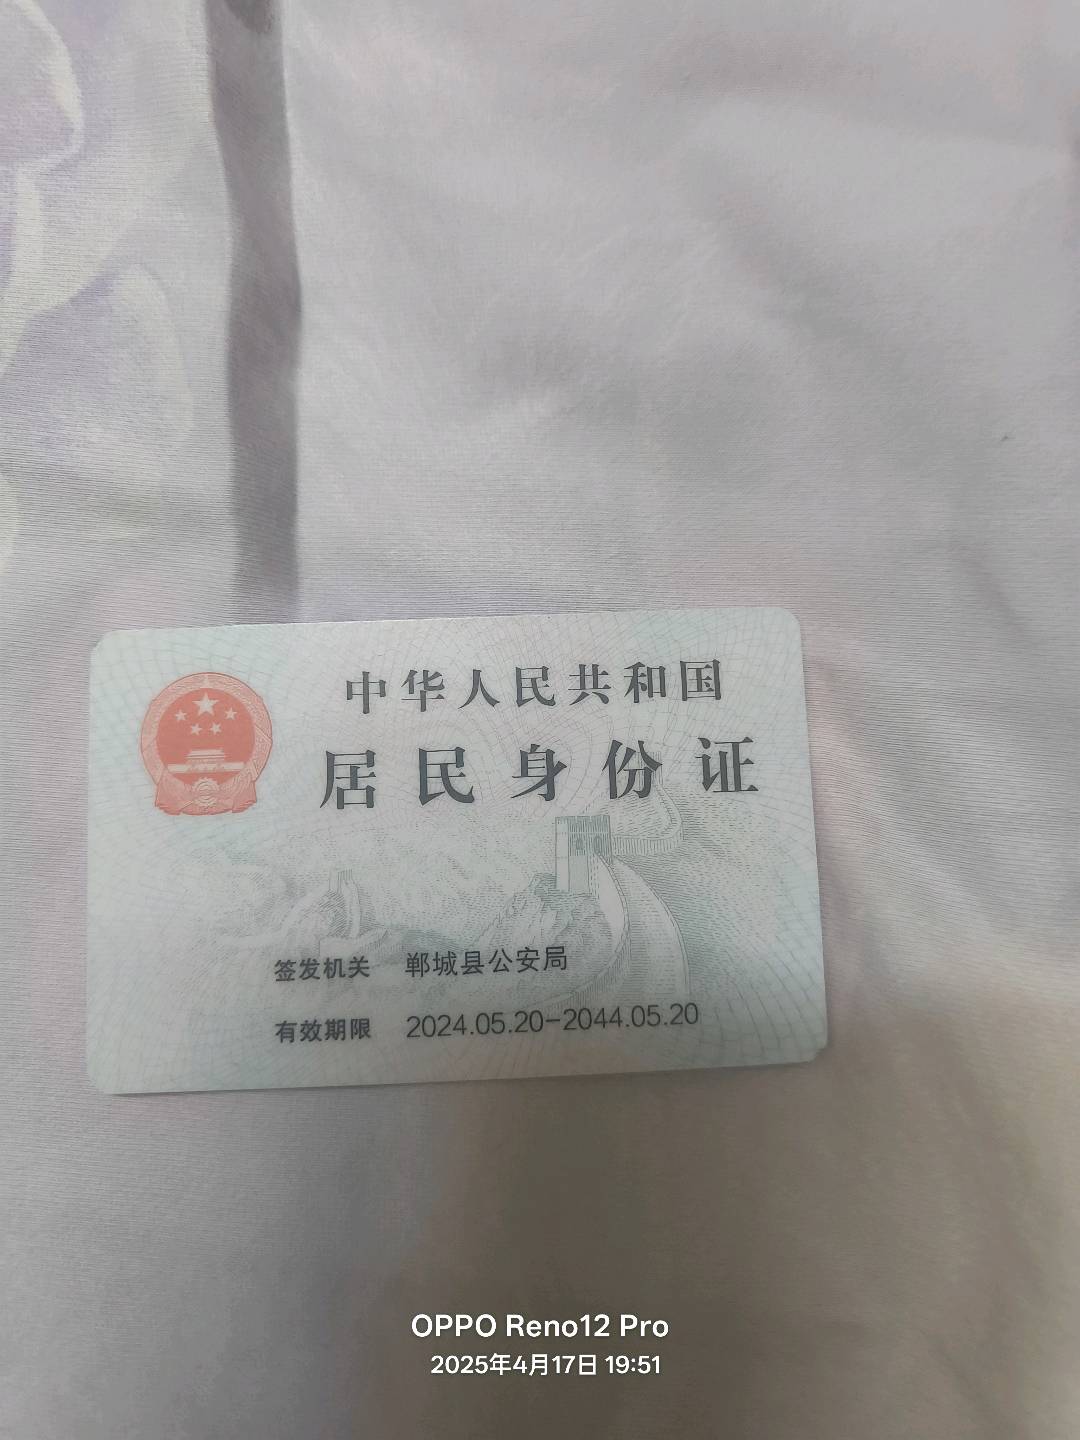 中华人民共和国
居民身份证
签发机关 郸城县公安局
有效期限 2024.05.20-2044.05.20
OPPO Reno12 Pro
2025年4月17日 19:51